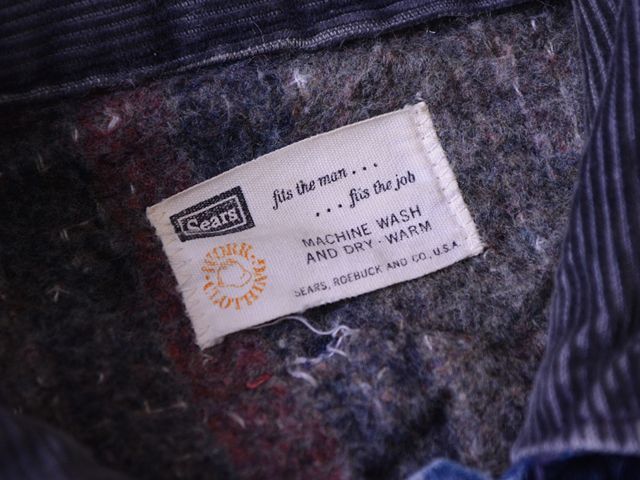 Sears
fits the man . . .
. . . fits the job
WORK CLOTHING
MACHINE WASH
AND DRY - WARM
SEARS, ROEBUCK AND CO., U.S.A.